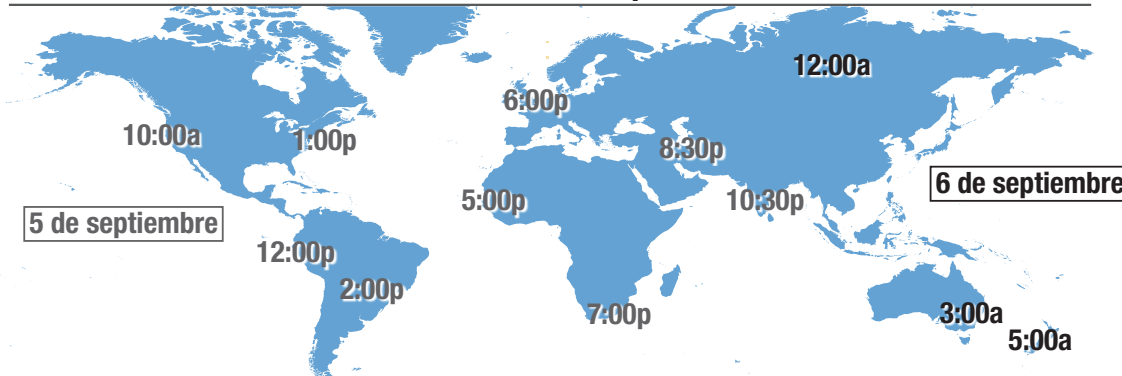 12:00a
6:00p
10:00a
1:00p
8:30p
6 de septiembre
5:00p
10:30p
5 de septiembre
12:00p
2:00p
7:00p
3:00a
5:00a